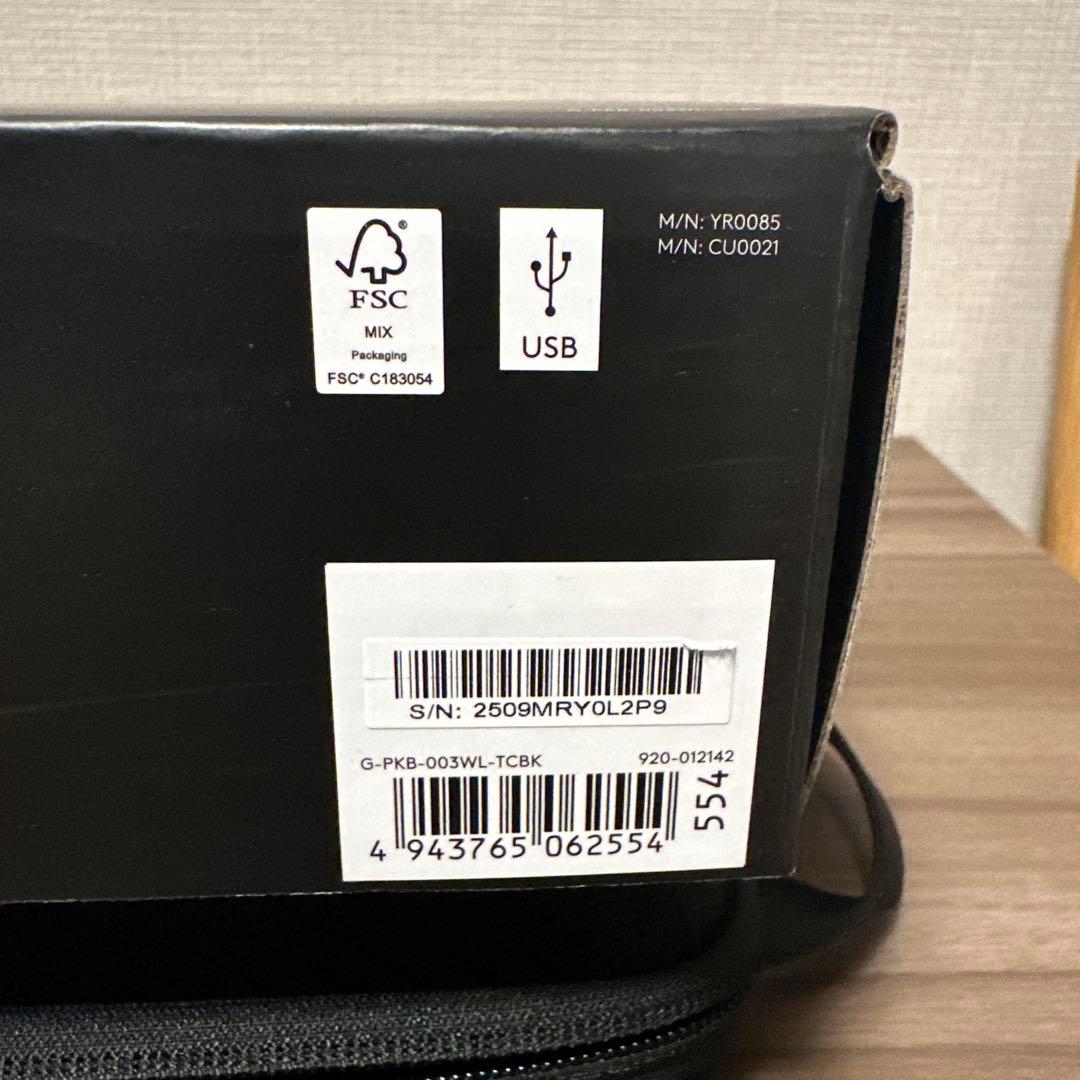 FSC
MIX
Packaging
FSC® C183054
USB
M/N: YR0085
M/N: CU0021
S/N: 2509MRY0L2P9
G-PKB-003WL-TCBK 920-012142
554
4 943765 062554